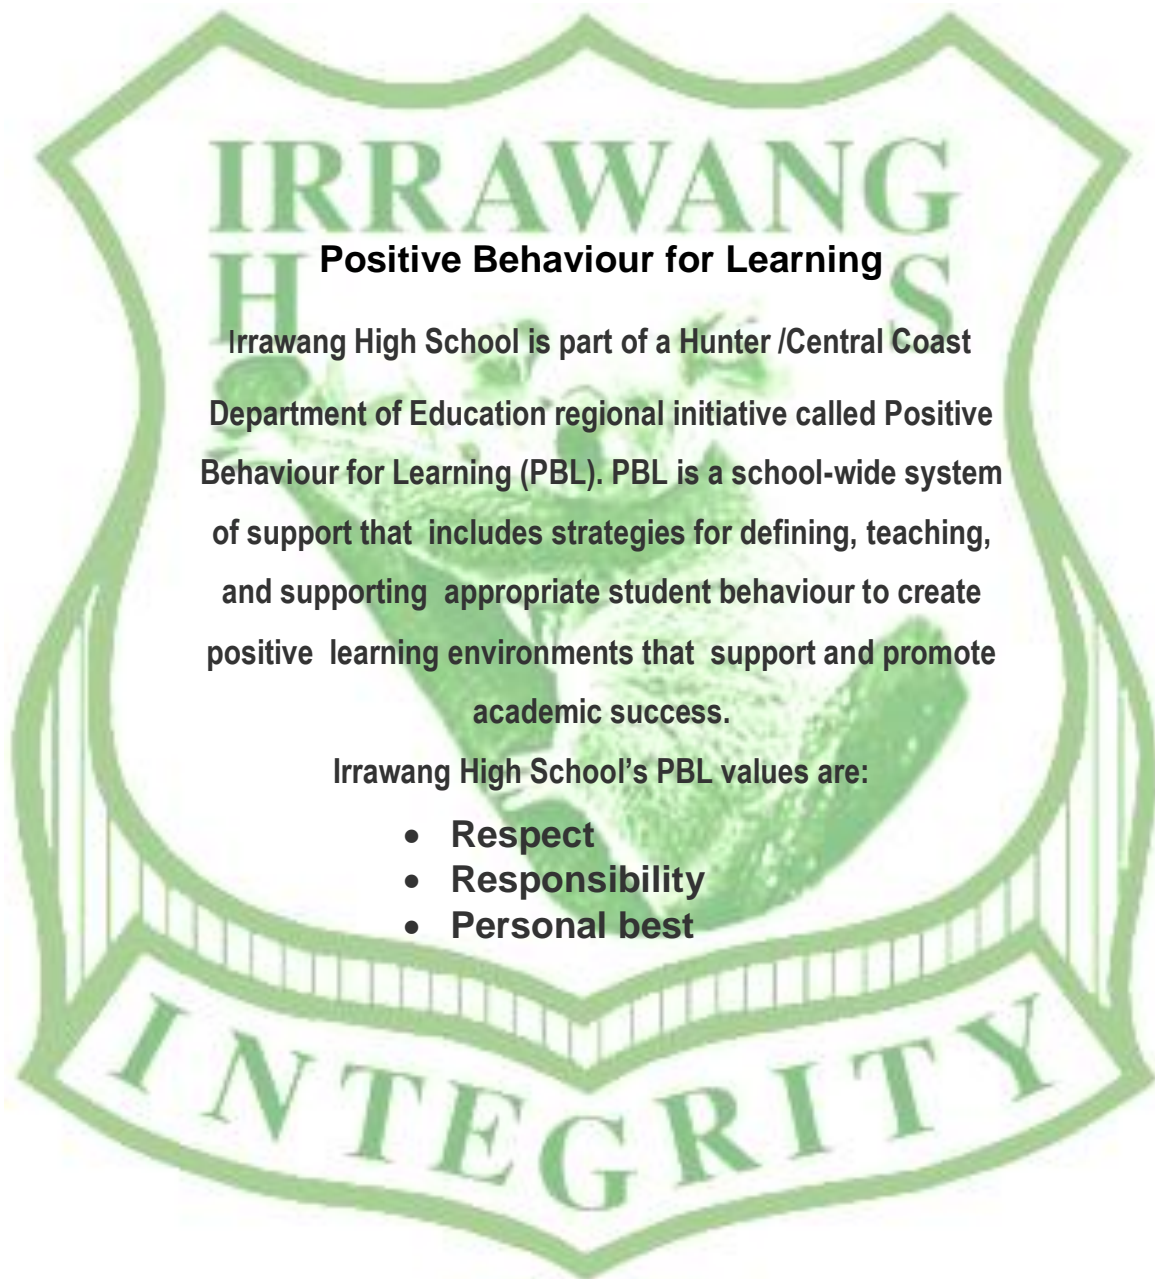 IRRAWANG
H S
Positive Behaviour for Learning
Irrawang High School is part of a Hunter /Central Coast
Department of Education regional initiative called Positive
Behaviour for Learning (PBL). PBL is a school-wide system
of support that includes strategies for defining, teaching,
and supporting appropriate student behaviour to create
positive learning environments that support and promote
academic success.
Irrawang High School’s PBL values are:
• Respect
• Responsibility
• Personal best
INTEGRITY